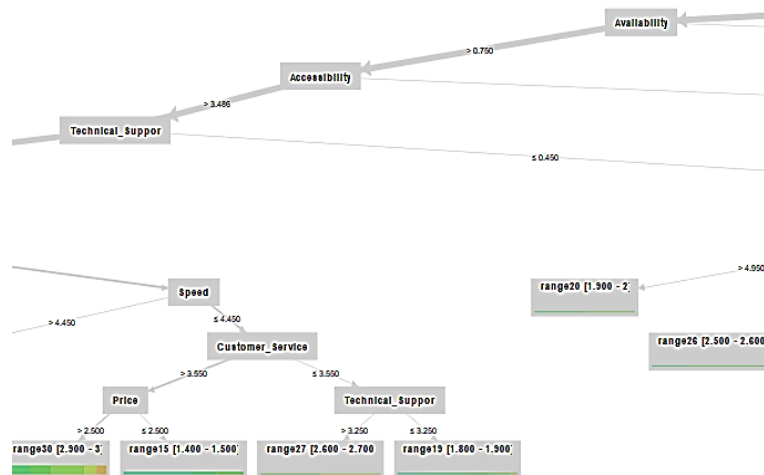 Availability
> 0.750
Accessibility
> 3.486
Technical_Suppor
≤ 0.450
> 4.950
Speed
range20 [1.900 - 2]
> 4.450
≤ 4.450
Customer_Service
range26 [2.500 - 2.600
> 3.550
≤ 3.550
Price
Technical_Suppor
> 2.500
≤ 2.500
> 3.250
≤ 3.250
range30 [2.900 - 3]
range15 [1.400 - 1.500]
range27 [2.600 - 2.700
range19 [1.800 - 1.900]